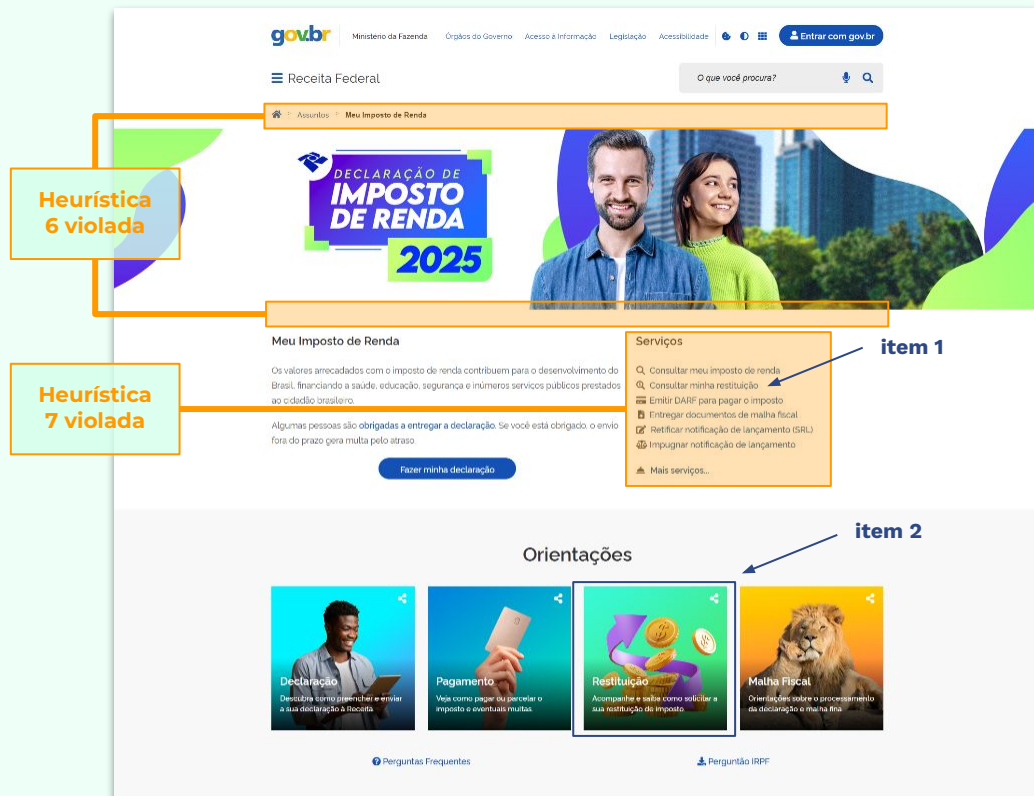 gov.br
Ministério da Fazenda
Órgãos do Governo
Acesso à Informação
Legislação
Acessibilidade
Entrar com gov.br
Receita Federal
O que você procura?
Assuntos
Meu Imposto de Renda
Heurística
6 violada
DECLARAÇÃO DE
IMPOSTO
DE RENDA
2025
Heurística
7 violada
Meu Imposto de Renda
Os valores arrecadados com o imposto de renda contribuem para o desenvolvimento do
Brasil, financiando a saúde, educação, segurança e inúmeros serviços públicos prestados
ao cidadão brasileiro.
Algumas pessoas são obrigadas a entregar a declaração. Se você está obrigado, o envio
fora do prazo gera multa pelo atraso.
Fazer minha declaração
Serviços
Consultar meu imposto de renda
Consultar minha restituição
Emitir DARF para pagar o imposto
Entregar documentos de malha fiscal
Retificar notificação de lançamento (SRL)
Impugnar notificação de lançamento
Mais serviços...
item 1
item 2
Orientações
Declaração
Descubra como preencher e enviar
a sua declaração à Receita.
Pagamento
Veja como pagar ou parcelar o
imposto e eventuais multas.
Restituição
Acompanhe e saiba como solicitar a
sua restituição de imposto.
Malha Fiscal
Orientações sobre o processamento
da declaração e malha fina.
Perguntas Frequentes
Perguntão IRPF